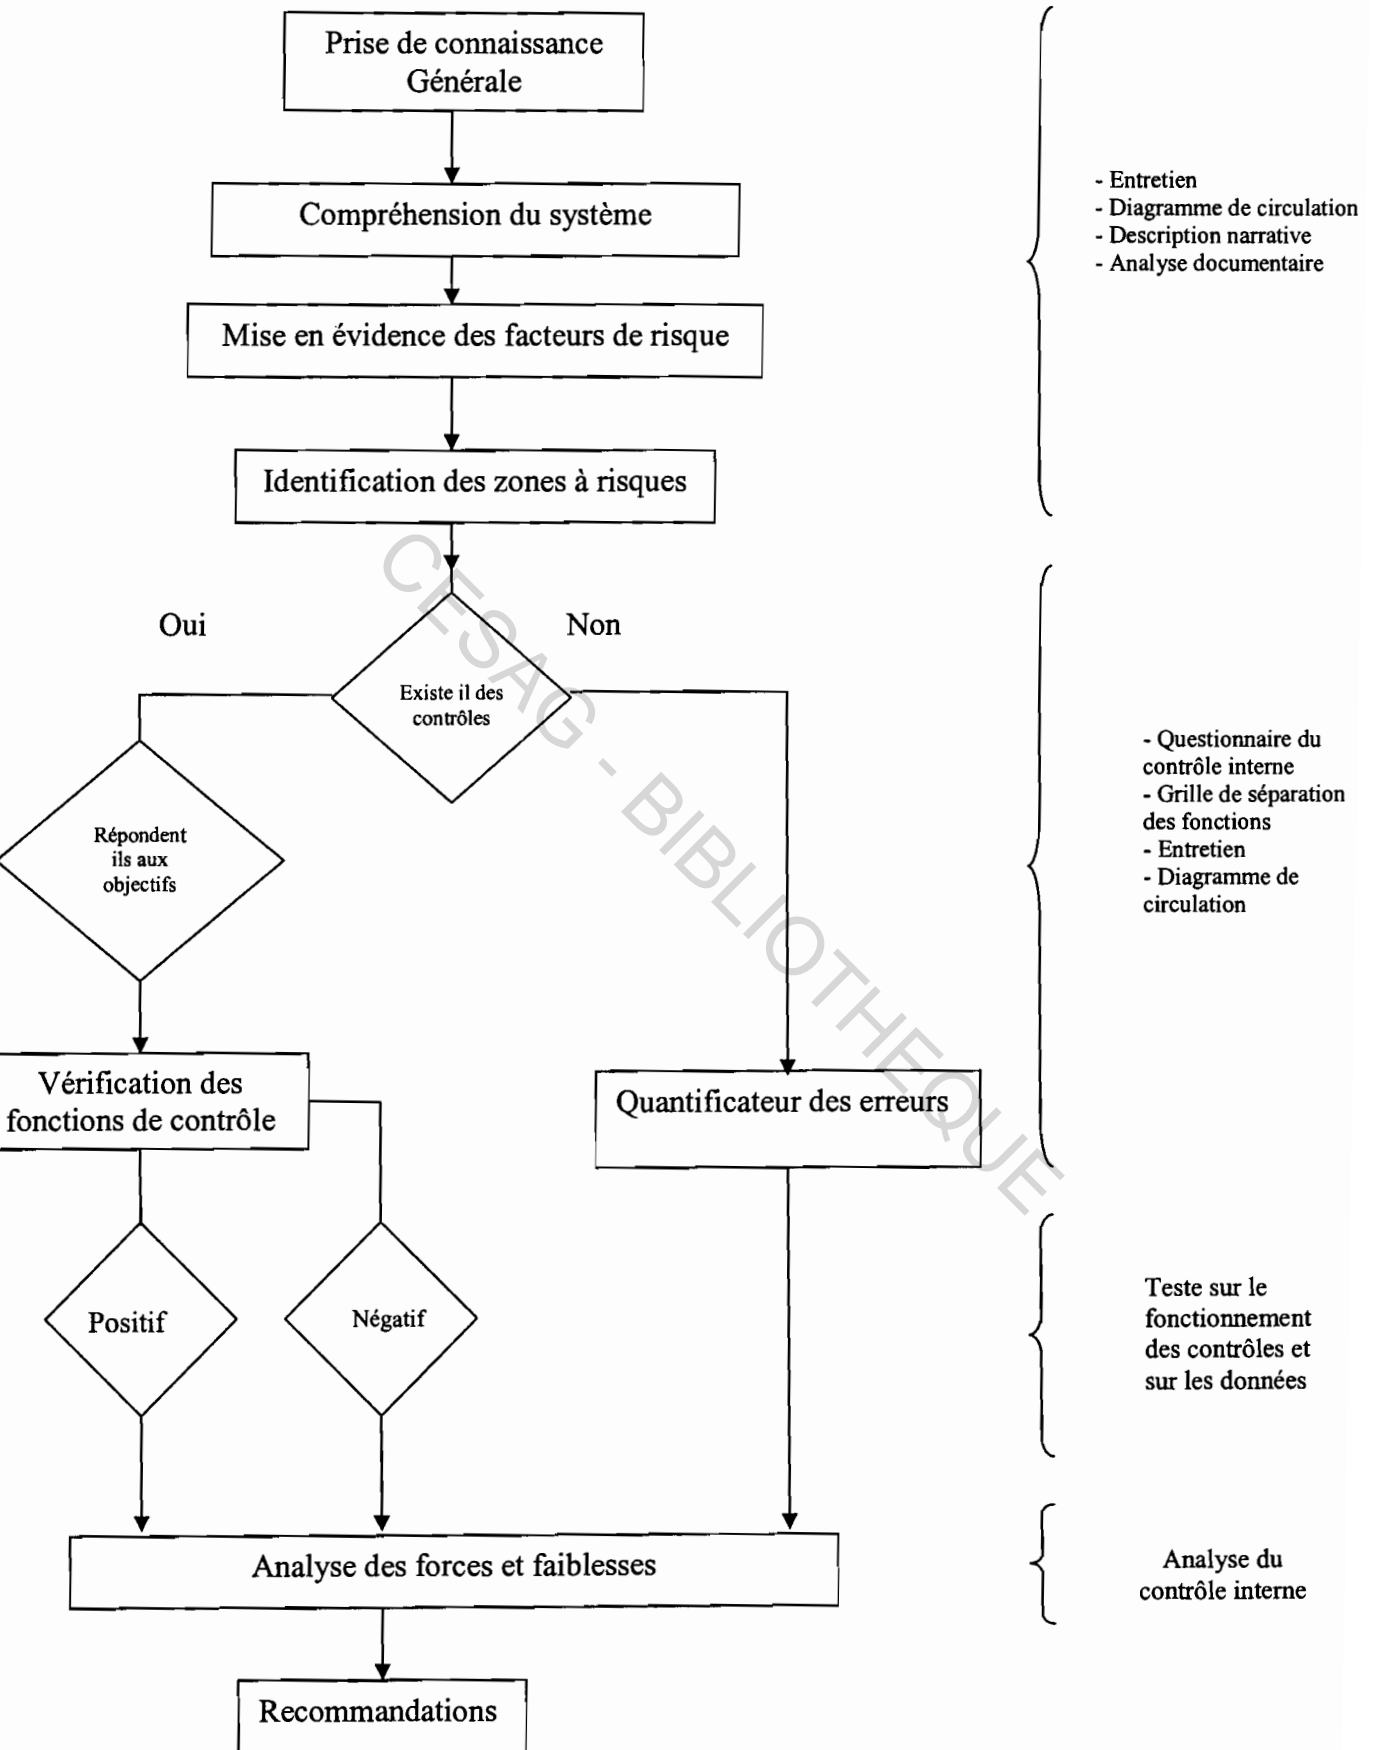 Prise de connaissance
Générale
Compréhension du système
- Entretien
- Diagramme de circulation
- Description narrative
- Analyse documentaire
Mise en évidence des facteurs de risque
Identification des zones à risques
Oui
Non
Existe il des
contrôles
Répondent
ils aux
objectifs
- Questionnaire du
contrôle interne
- Grille de séparation
des fonctions
- Entretien
- Diagramme de
circulation
Vérification des
fonctions de contrôle
Quantificateur des erreurs
Positif
Négatif
Teste sur le
fonctionnement
des contrôles et
sur les données
Analyse des forces et faiblesses
Analyse du
contrôle interne
Recommandations
CESAG - BIBLIOTHEQUE